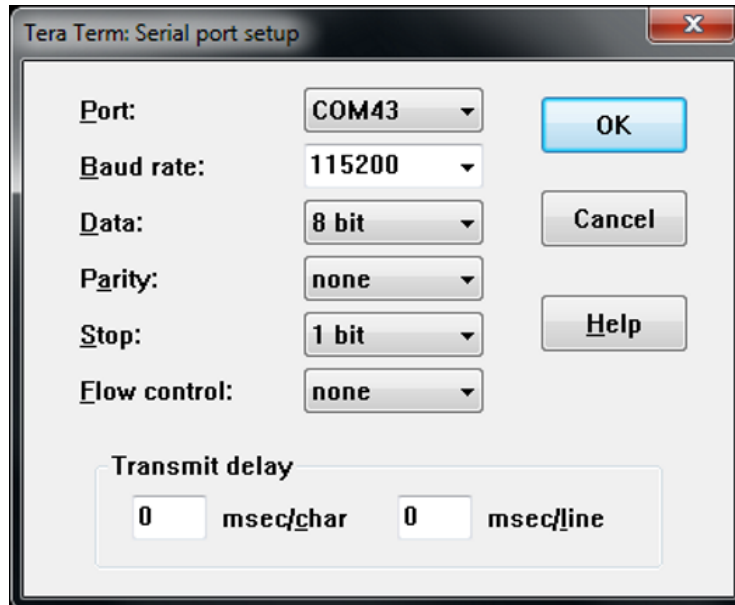 Tera Term: Serial port setup
Port: COM43 OK
Baud rate: 115200
Data: 8 bit Cancel
Parity: none
Stop: 1 bit Help
Flow control: none
Transmit delay
0 msec/char 0 msec/line